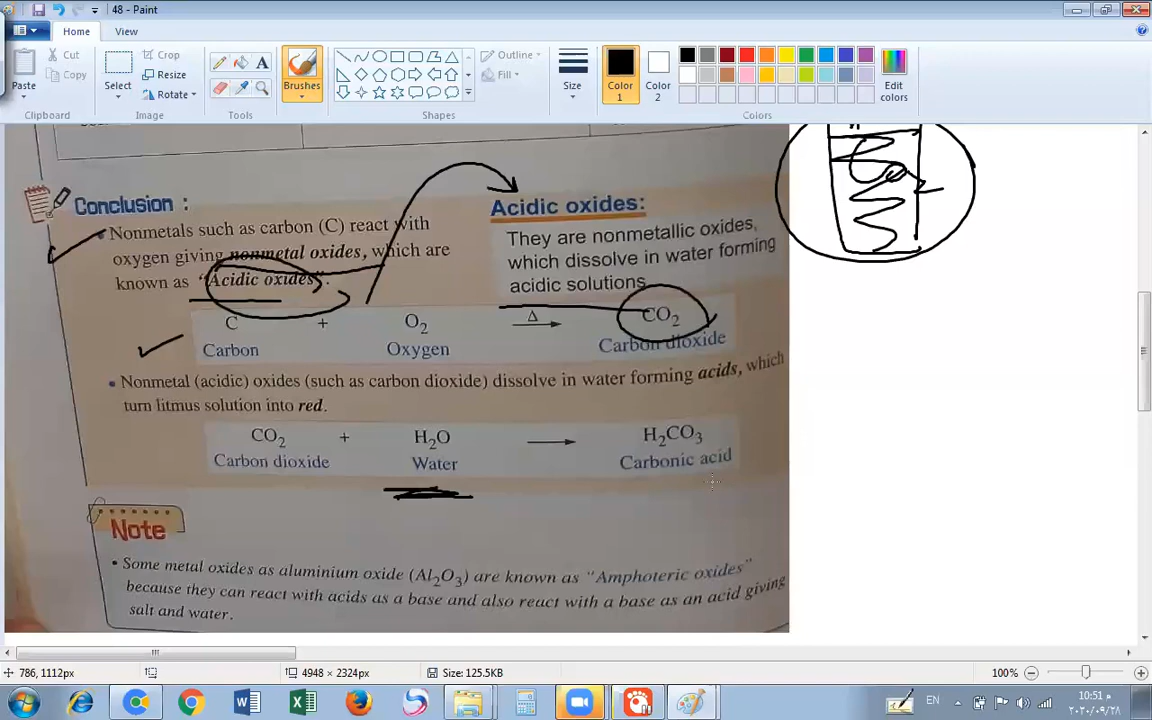 48 - Paint
Home
View
Paste
Cut
Copy
Clipboard
Select
Crop
Resize
Rotate
Image
Tools
Brushes
Shapes
Outline
Fill
Size
Color 1
Color 2
Edit colors
Colors
Conclusion :
• Nonmetals such as carbon (C) react with
oxygen giving nonmetal oxides, which are
known as "Acidic oxides".
Acidic oxides:
They are nonmetallic oxides,
which dissolve in water forming
acidic solutions
C + O₂ Δ → CO₂
Carbon Oxygen Carbon dioxide
• Nonmetal (acidic) oxides (such as carbon dioxide) dissolve in water forming acids, which
turn litmus solution into red.
CO₂ + H₂O → H₂CO₃
Carbon dioxide Water Carbonic acid
Note
• Some metal oxides as aluminium oxide (Al₂O₃) are known as "Amphoteric oxides"
because they can react with acids as a base and also react with a base as an acid giving
salt and water.
786, 1112px
4948 × 2324px
Size: 125.5KB
100%
EN
١٠:٥١ م
٢٠٢٠/٠٩/٢٨